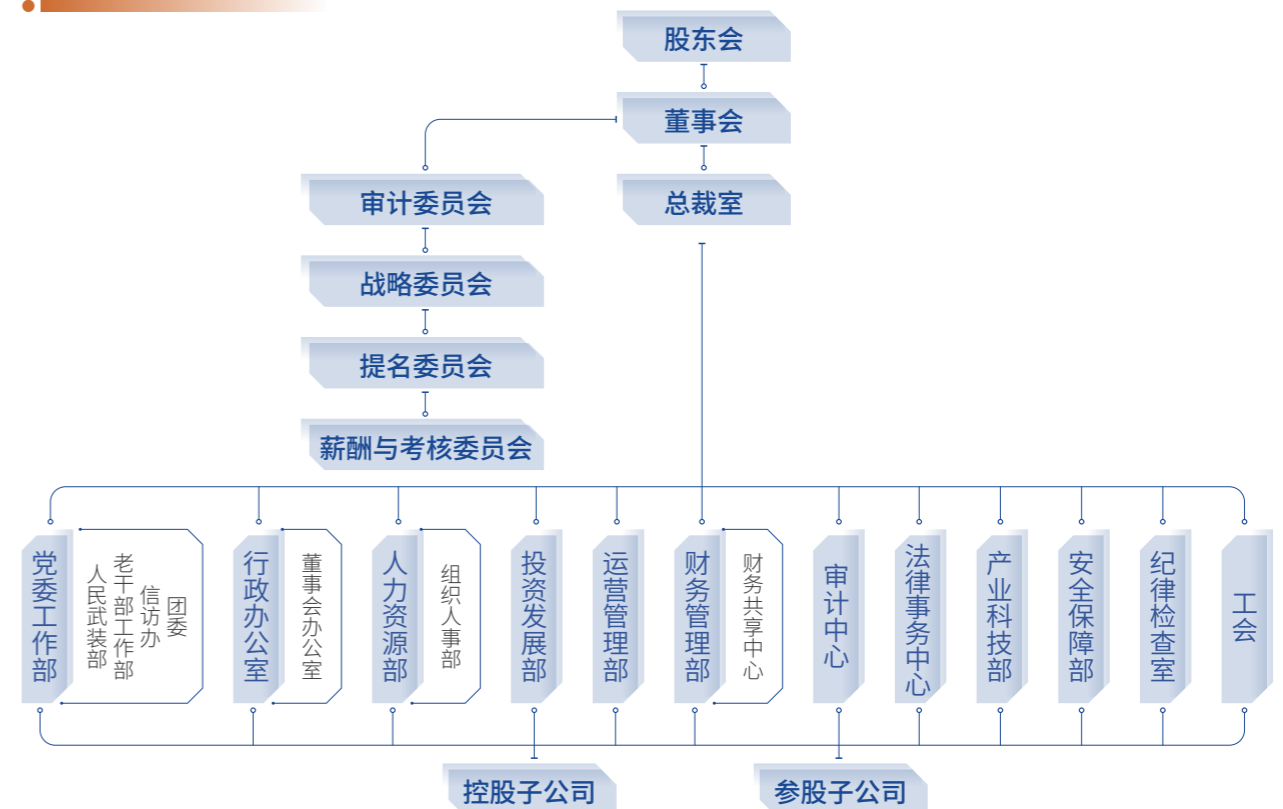 股东会
董事会
审计委员会
总裁室
战略委员会
提名委员会
薪酬与考核委员会
党委工作部
人民武装部
老干部工作部
信访办
团委
行政办公室
董事会办公室
人力资源部
组织人事部
投资发展部
运营管理部
财务管理部
财务共享中心
审计中心
法律事务中心
产业科技部
安全保障部
纪律检查室
工会
控股子公司
参股子公司